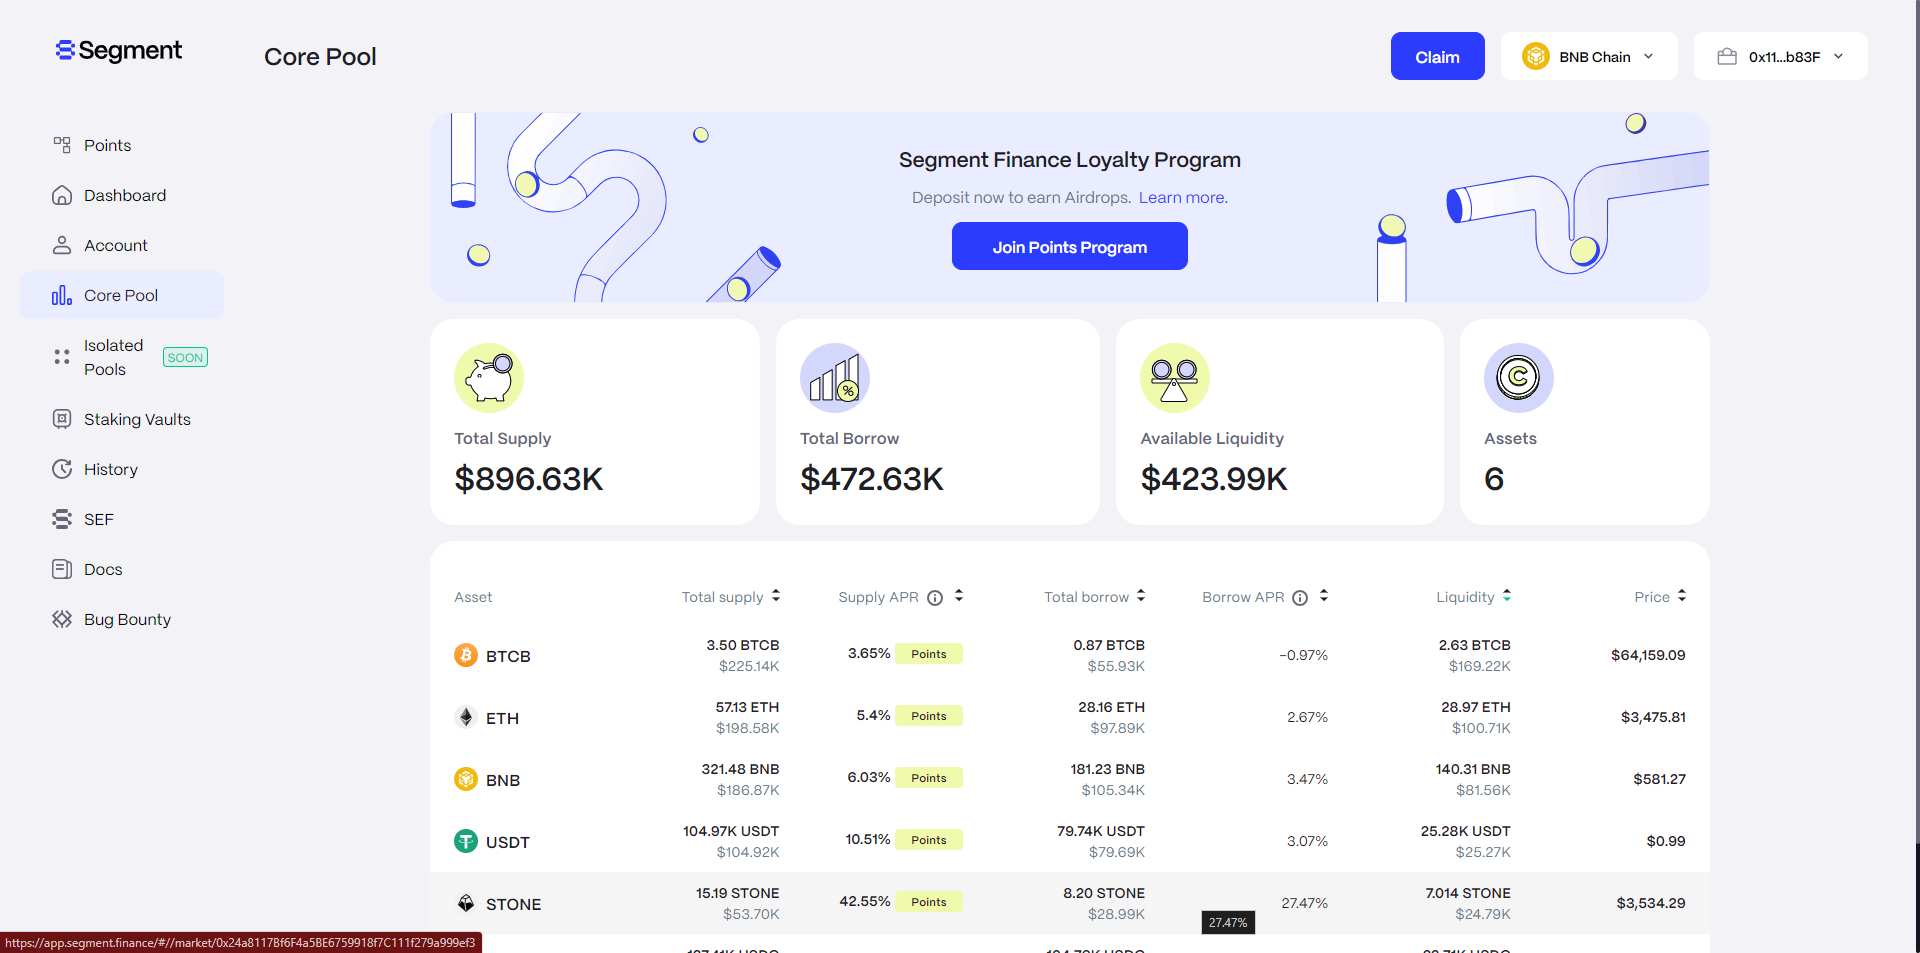 Segment
Core Pool
Claim
BNB Chain
0x11...b83F
Points
Dashboard
Account
Core Pool
Isolated
Pools
SOON
Staking Vaults
History
SEF
Docs
Bug Bounty
Segment Finance Loyalty Program
Deposit now to earn Airdrops. Learn more.
Join Points Program
Total Supply
$896.63K
Total Borrow
$472.63K
Available Liquidity
$423.99K
Assets
6
Asset Total supply Supply APR Total borrow Borrow APR Liquidity Price
BTCB 3.50 BTCB $225.14K 3.65% Points 0.87 BTCB $55.93K -0.97% 2.63 BTCB $169.22K $64,159.09
ETH 57.13 ETH $198.58K 5.4% Points 28.16 ETH $97.89K 2.67% 28.97 ETH $100.71K $3,475.81
BNB 321.48 BNB $186.87K 6.03% Points 181.23 BNB $105.34K 3.47% 140.31 BNB $81.56K $581.27
USDT 104.97K USDT $104.92K 10.51% Points 79.74K USDT $79.69K 3.07% 25.28K USDT $25.27K $0.99
STONE 15.19 STONE $53.70K 42.55% Points 8.20 STONE $28.99K 27.47% 7.014 STONE $24.79K $3,534.29
27.47%
https://app.segment.finance/#//market/0x24a8117Bf6F4a5BE6759918f7C111f279a999ef3